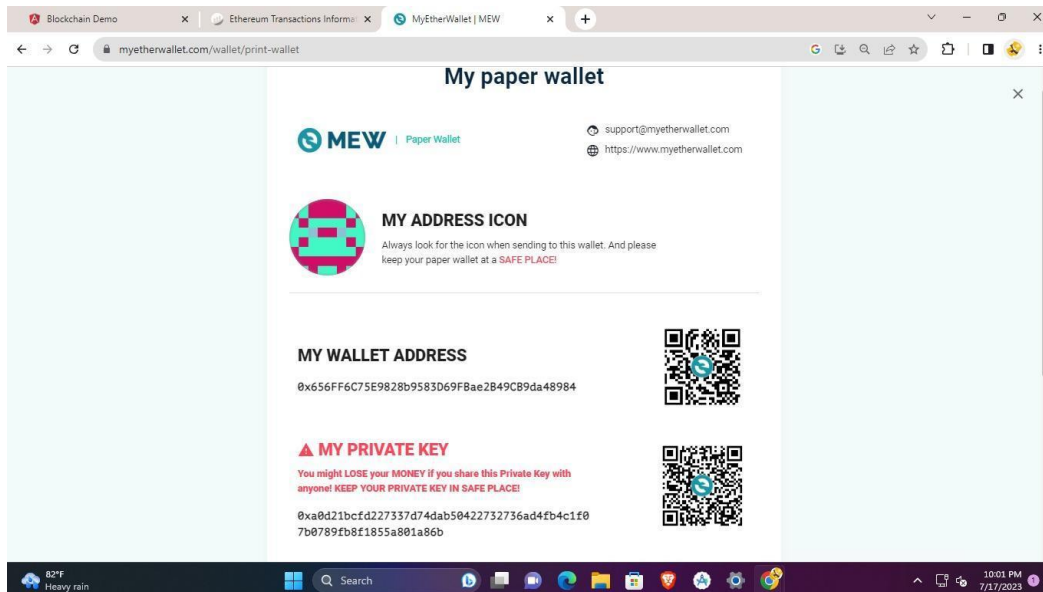 Blockchain Demo
Ethereum Transactions Informa
MyEtherWallet | MEW
myetherwallet.com/wallet/print-wallet
My paper wallet
MEW | Paper Wallet
support@myetherwallet.com
https://www.myetherwallet.com
MY ADDRESS ICON
Always look for the icon when sending to this wallet. And please
keep your paper wallet at a SAFE PLACE!
MY WALLET ADDRESS
0x656FF6C75E9828b9583D69FBae2B49CB9da48984
MY PRIVATE KEY
You might LOSE your MONEY if you share this Private Key with
anyone! KEEP YOUR PRIVATE KEY IN SAFE PLACE!
0xa0d21bcfd227337d74dab50422732736ad4fb4c1f0
7b0789fb8f1855a801a86b
82°F
Heavy rain
Search
10:01 PM
7/17/2023
1